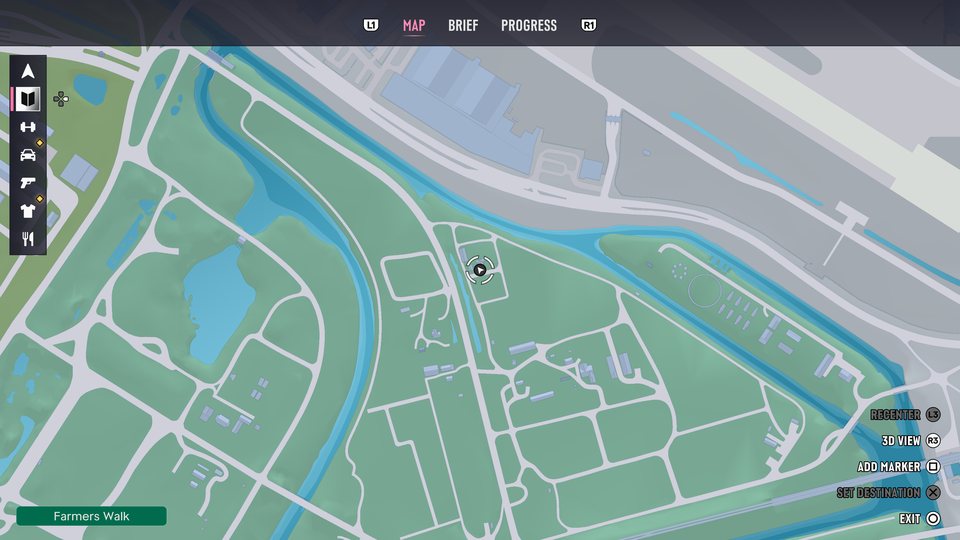 L1 MAP BRIEF PROGRESS R1
RECENTER L3
3D VIEW R3
ADD MARKER
SET DESTINATION
EXIT
Farmers Walk